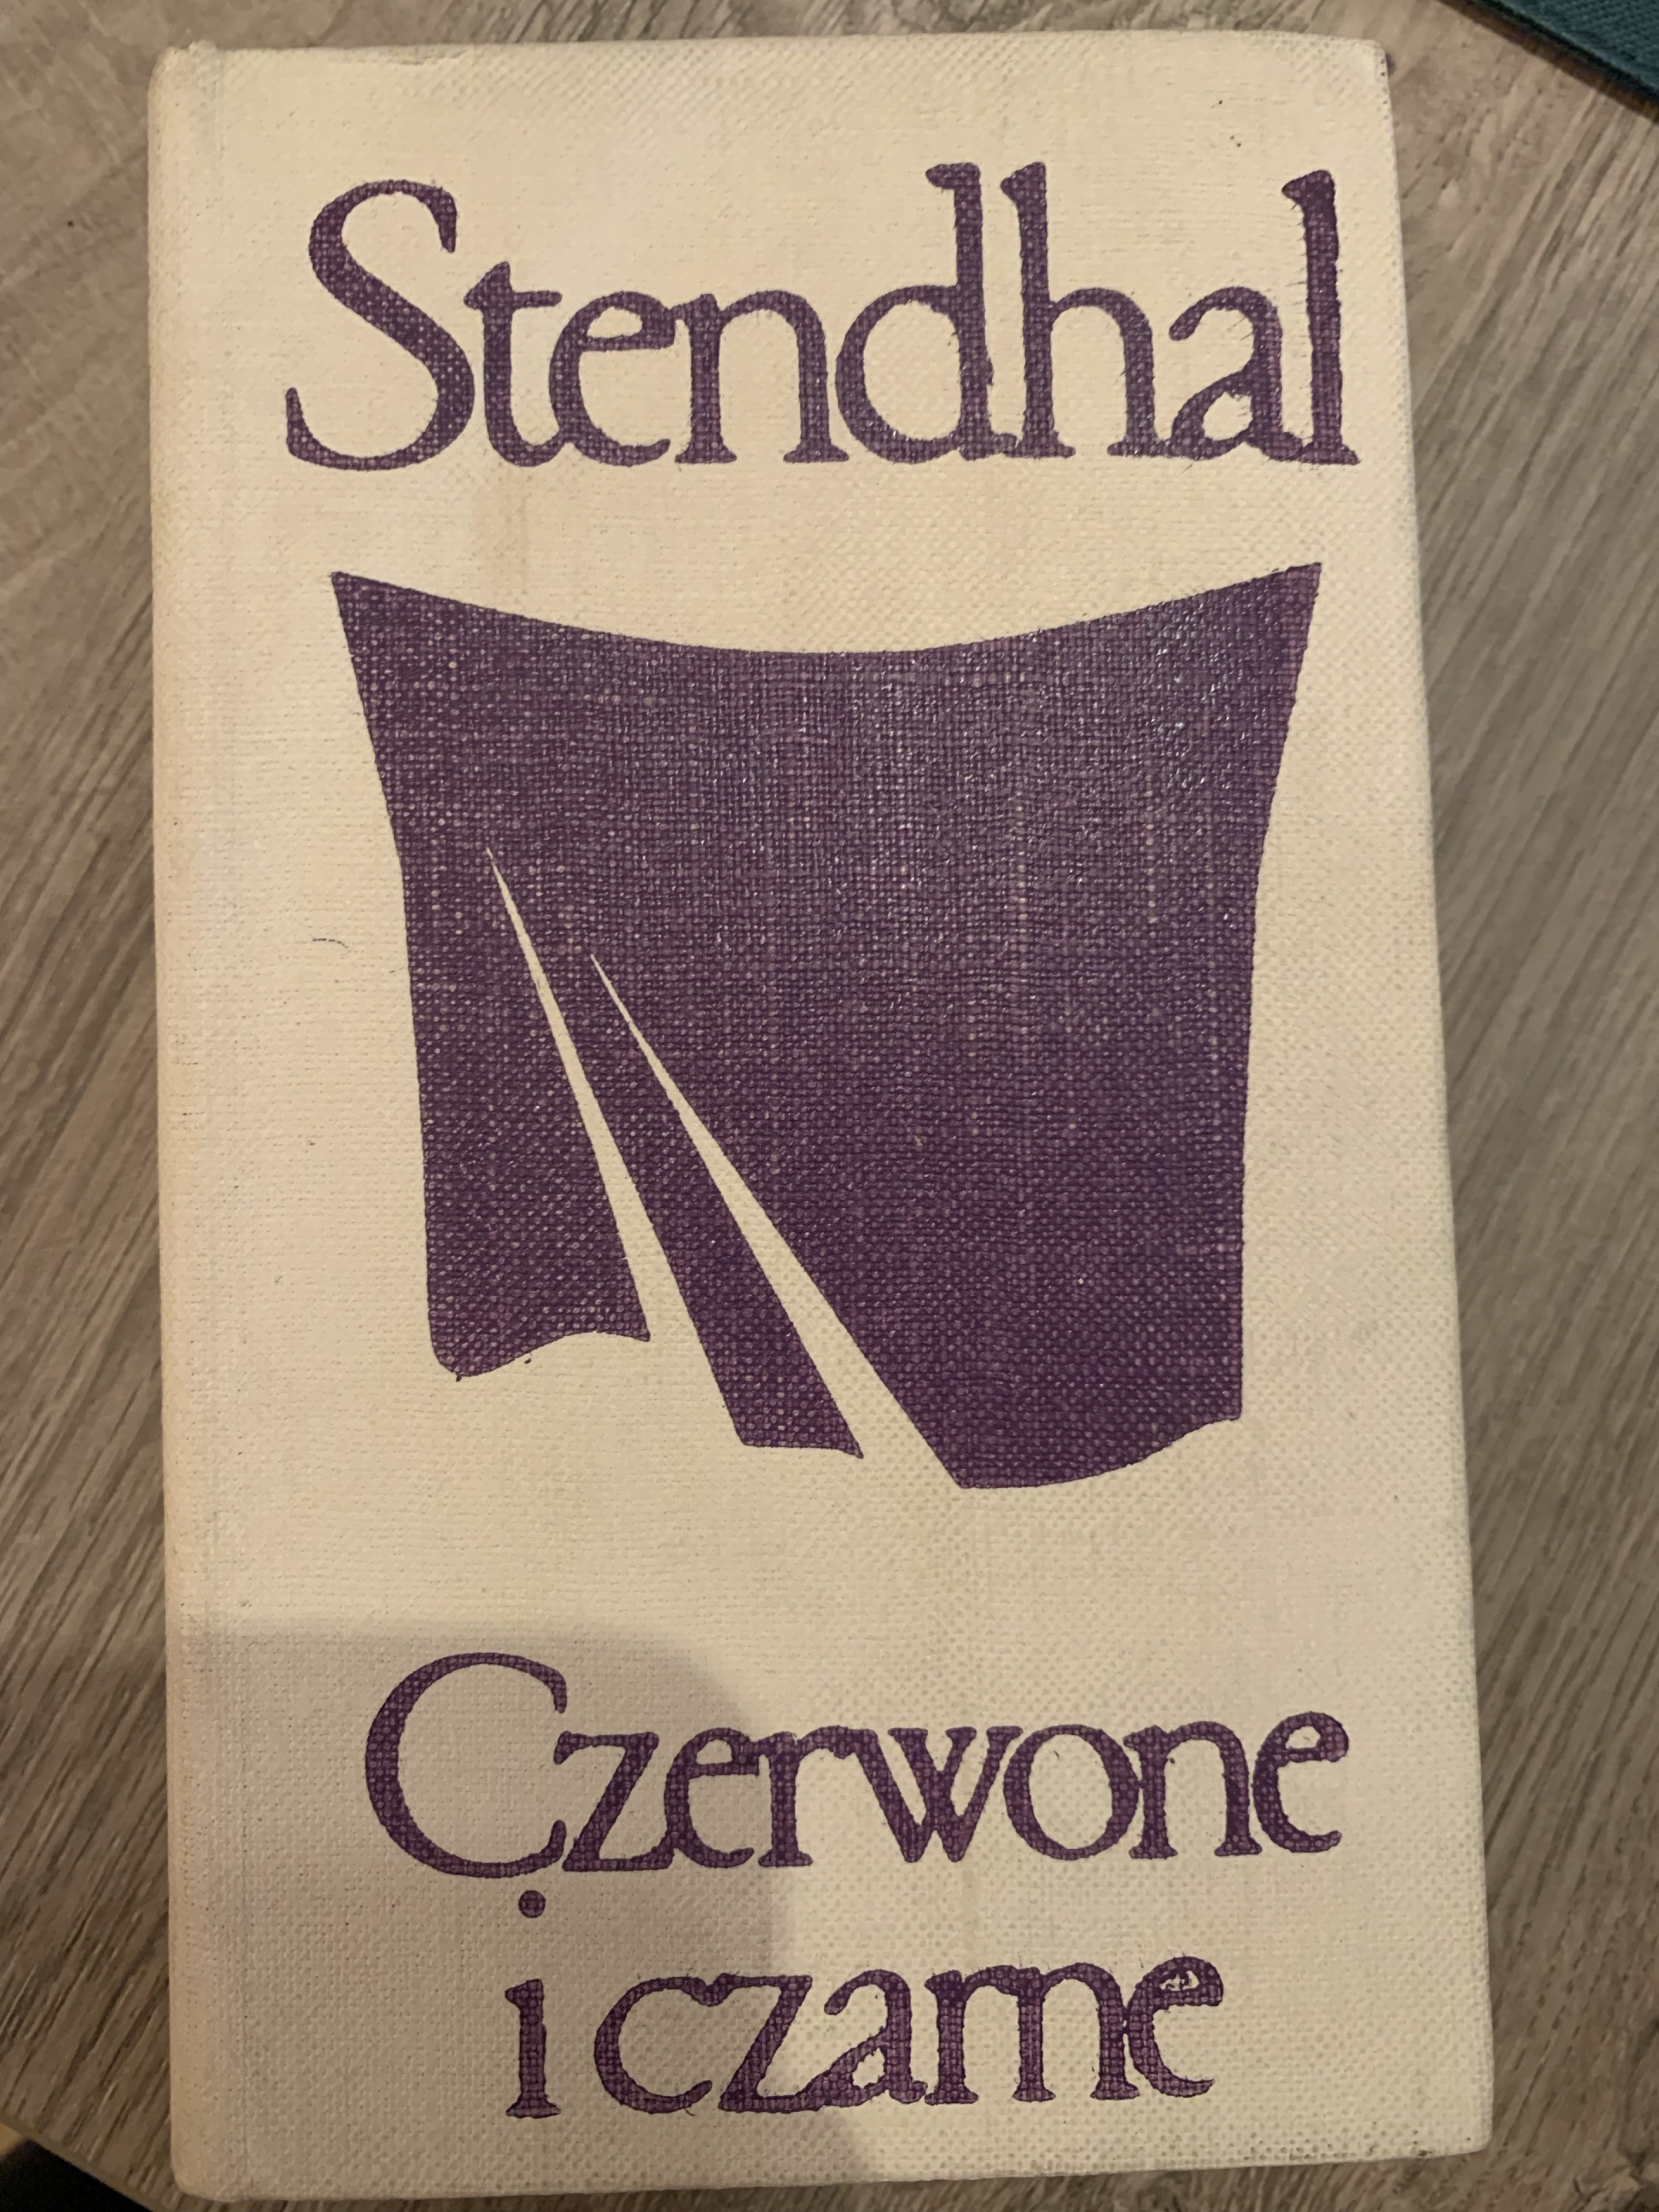 Stendhal
Czerwone
i czarne